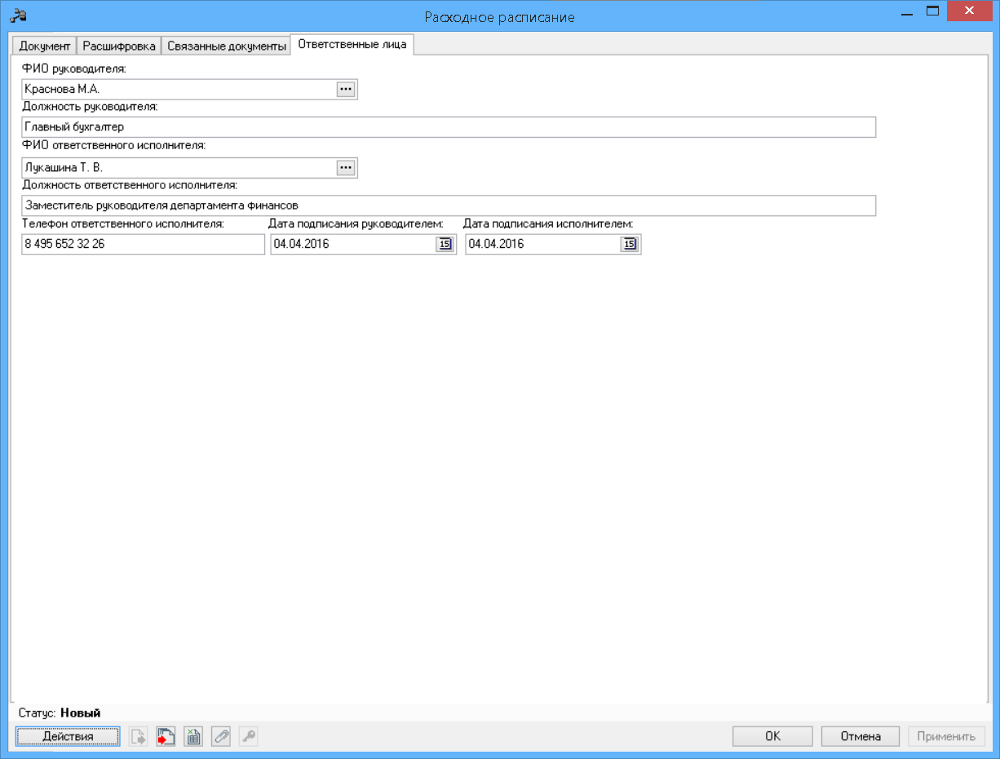 Расходное расписание
Документ Расшифровка Связанные документы Ответственные лица
ФИО руководителя:
Краснова М.А.
Должность руководителя:
Главный бухгалтер
ФИО ответственного исполнителя:
Лукашина Т. В.
Должность ответственного исполнителя:
Заместитель руководителя департамента финансов
Телефон ответственного исполнителя: Дата подписания руководителем: Дата подписания исполнителем:
8 495 652 32 26 04.04.2016 15 04.04.2016 15
Статус: Новый
Действия OK Отмена Применить